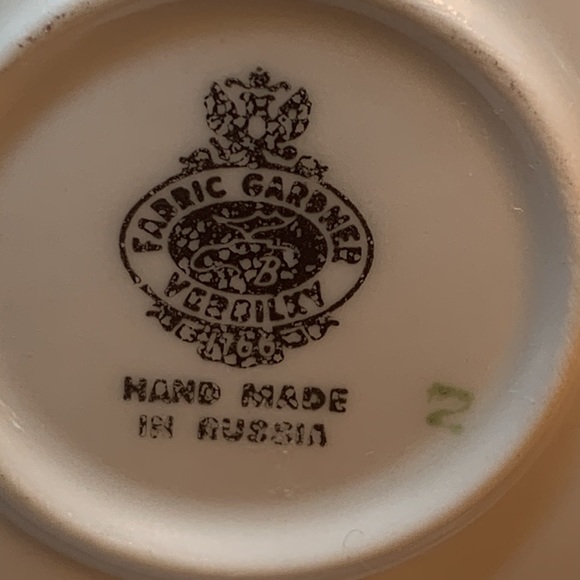 FABRIC GARDNER
B
VERBILKY
1766
HAND MADE
IN RUSSIA
N